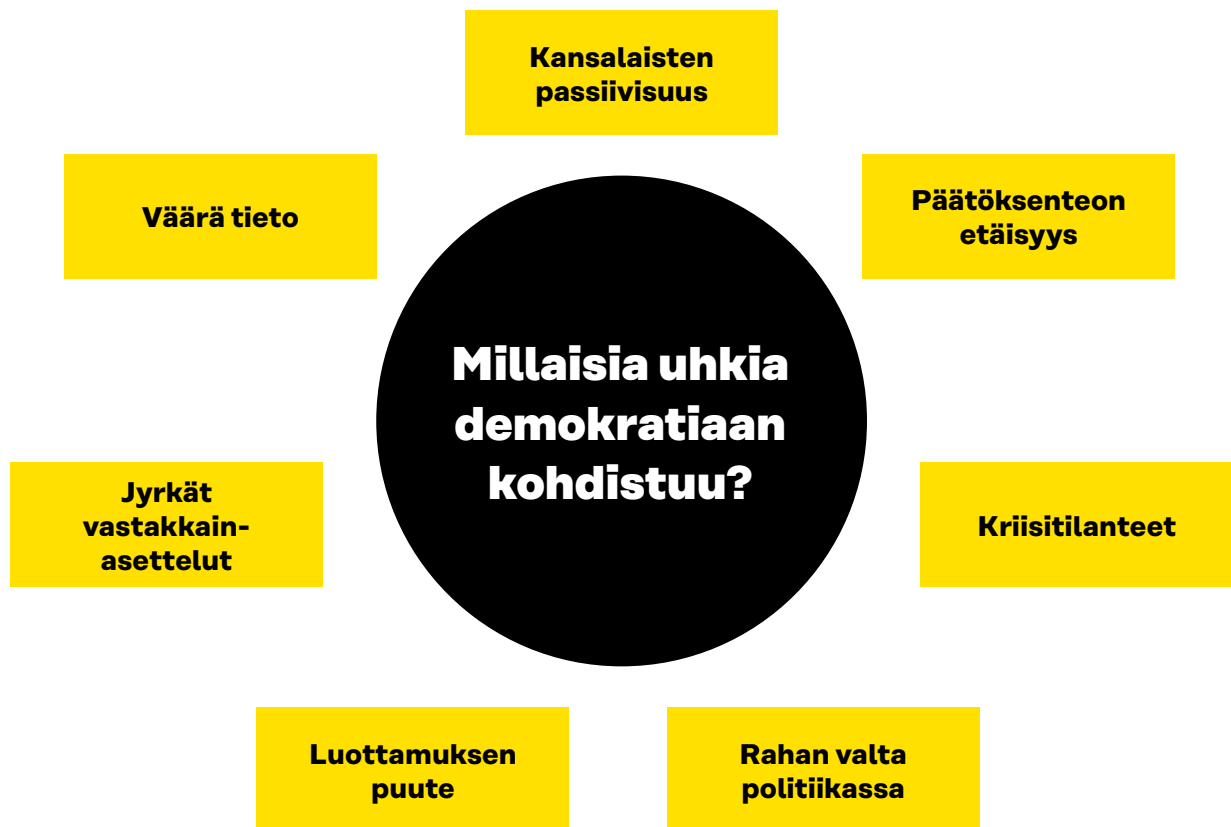 Kansalaisten
passiivisuus
Väärä tieto
Päätöksenteon
etäisyys
Millaisia uhkia
demokratiaan
kohdistuu?
Jyrkät
vastakkain-
asettelut
Kriisitilanteet
Luottamuksen
puute
Rahan valta
politiikassa